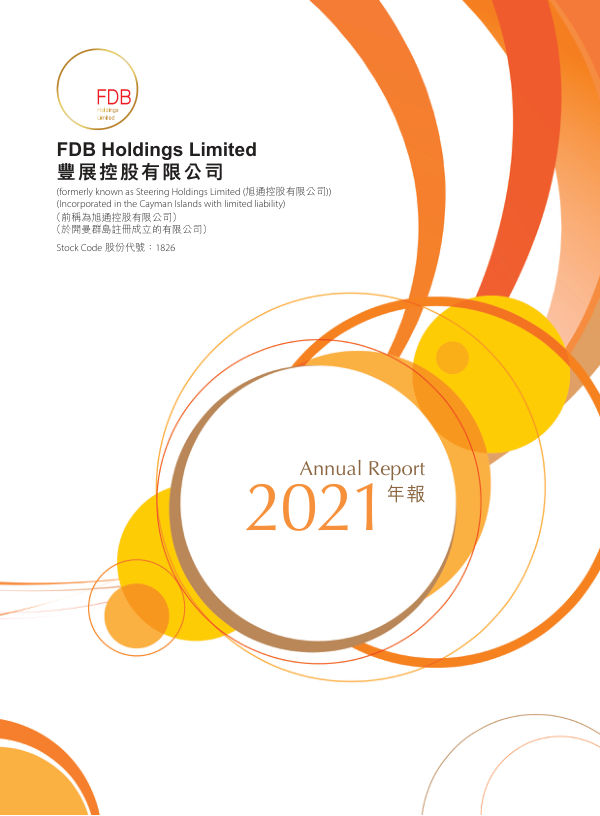 FDB
Holdings
Limited
FDB Holdings Limited
豐展控股有限公司
(formerly known as Steering Holdings Limited (旭通控股有限公司))
(Incorporated in the Cayman Islands with limited liability)
（前稱為旭通控股有限公司）
（於開曼群島註冊成立的有限公司）
Stock Code 股份代號：1826
Annual Report
2021 年報